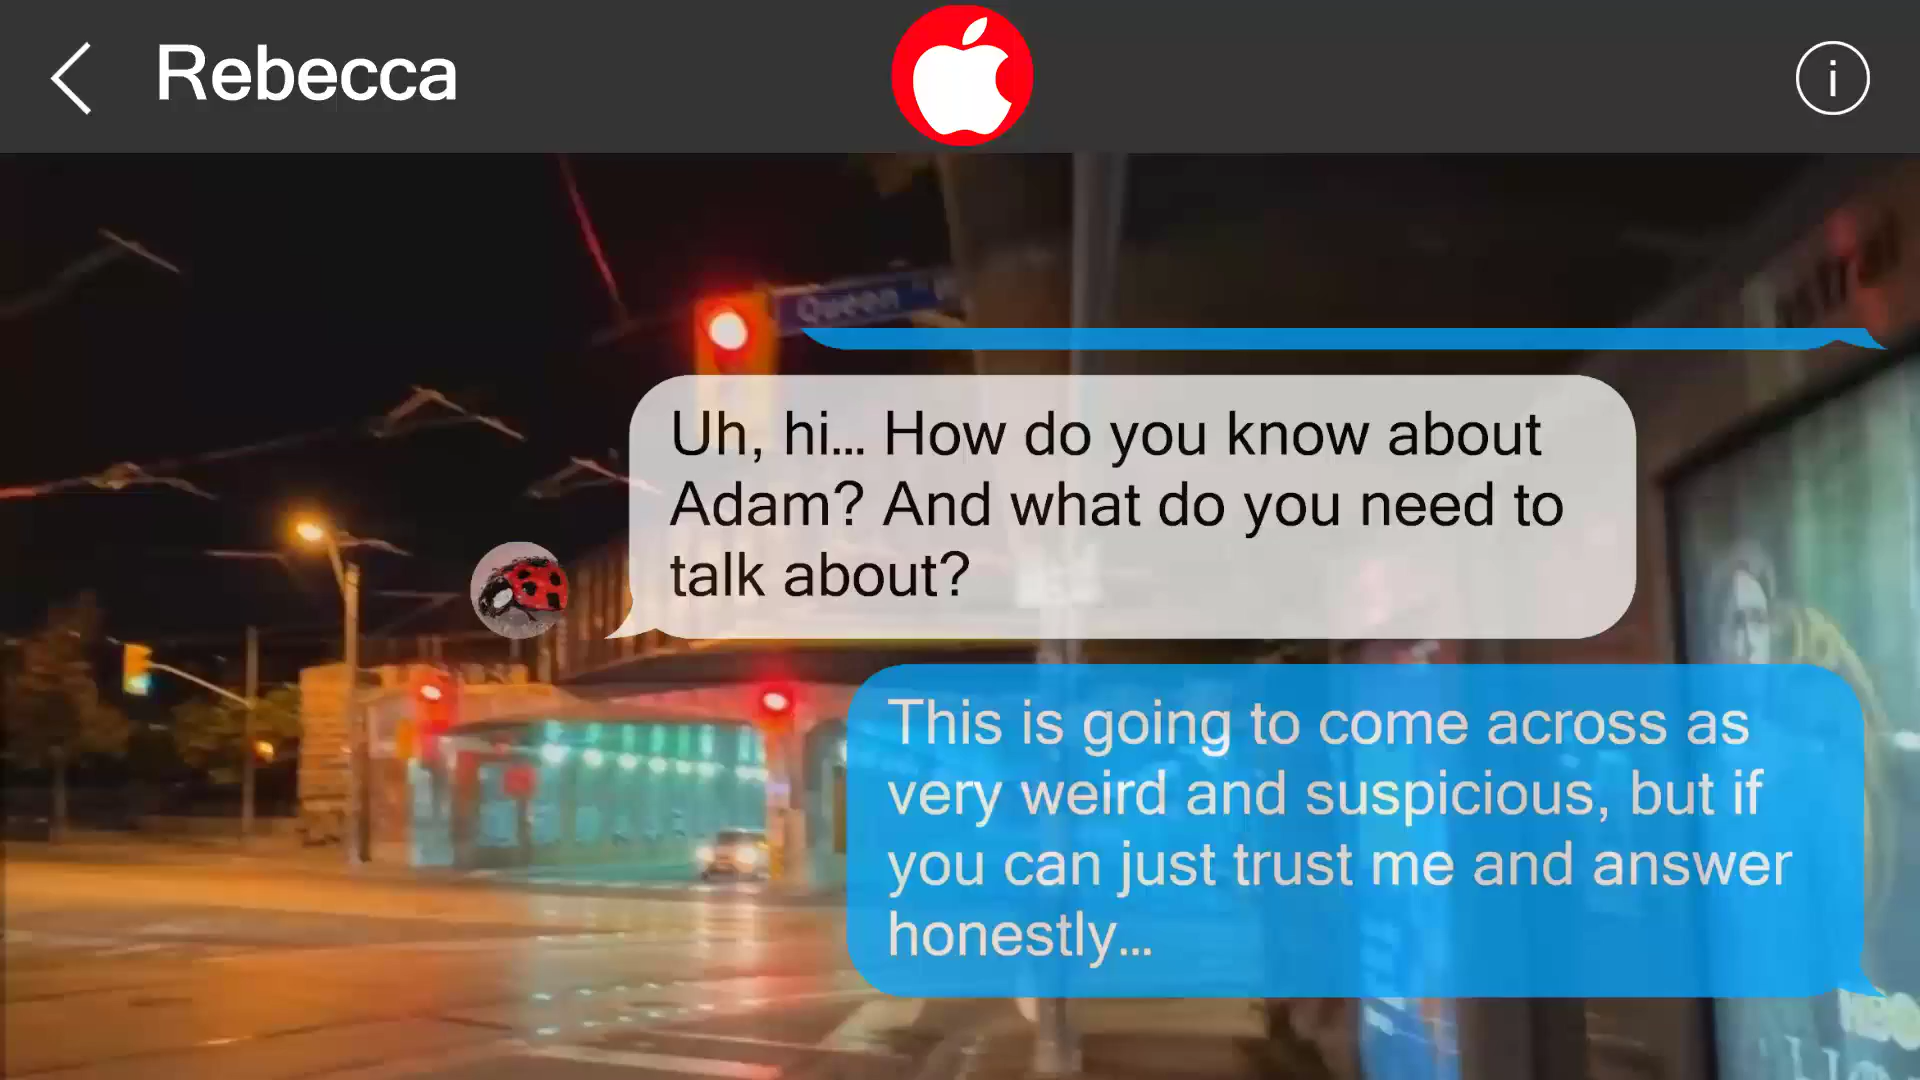 Rebecca
i
Queen
Uh, hi... How do you know about
Adam? And what do you need to
talk about?
This is going to come across as
very weird and suspicious, but if
you can just trust me and answer
honestly...